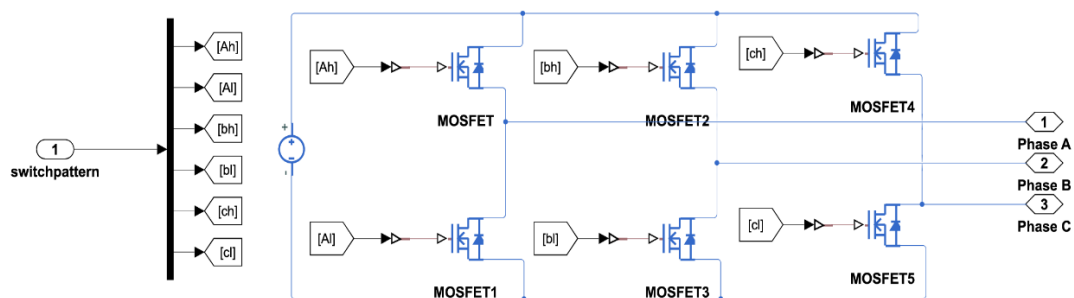 1
switchpattern
[Ah]
[Al]
[bh]
[bl]
[ch]
[cl]
[Ah]
MOSFET
[bh]
MOSFET2
[ch]
MOSFET4
+
+
−
-
1
Phase A
2
Phase B
3
Phase C
[Al]
MOSFET1
[bl]
MOSFET3
[cl]
MOSFET5